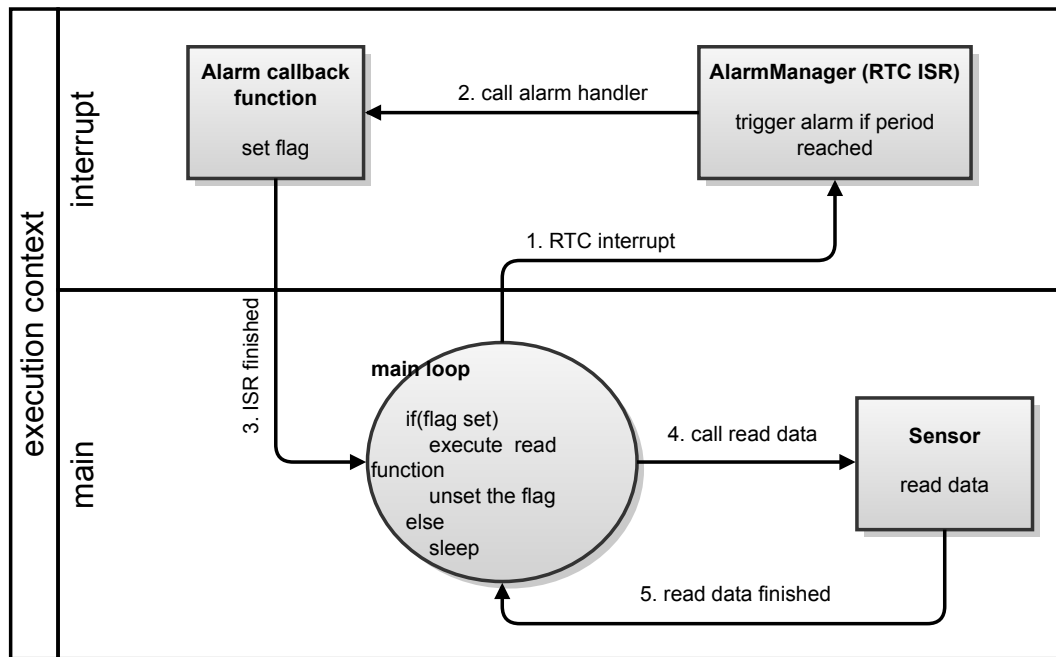 execution context
interrupt
Alarm callback
function
set flag
2. call alarm handler
AlarmManager (RTC ISR)
trigger alarm if period
reached
1. RTC interrupt
main
3. ISR finished
main loop
if(flag set)
execute read
function
unset the flag
else
sleep
4. call read data
Sensor
read data
5. read data finished